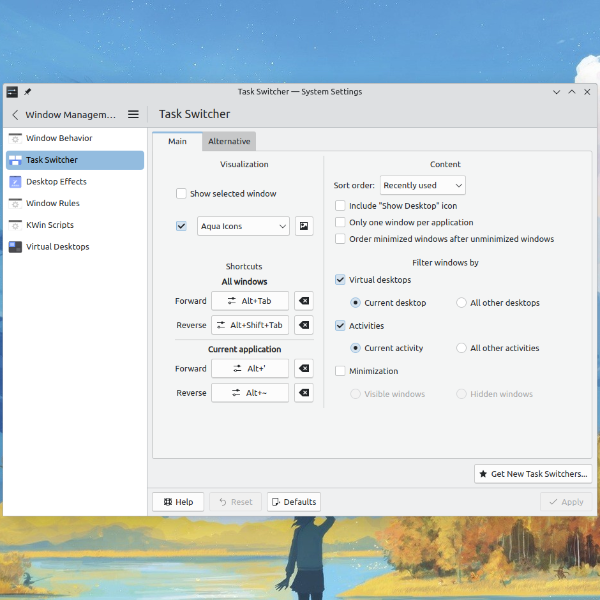 Task Switcher — System Settings
Window Managem...
Task Switcher
Window Behavior
Task Switcher
Desktop Effects
Window Rules
KWin Scripts
Virtual Desktops
Main
Alternative
Visualization
Show selected window
Aqua Icons
Shortcuts
All windows
Forward Alt+Tab
Reverse Alt+Shift+Tab
Current application
Forward Alt+'
Reverse Alt+~
Content
Sort order: Recently used
Include "Show Desktop" icon
Only one window per application
Order minimized windows after unminimized windows
Filter windows by
Virtual desktops
Current desktop All other desktops
Activities
Current activity All other activities
Minimization
Visible windows Hidden windows
Get New Task Switchers...
Help Reset Defaults Apply